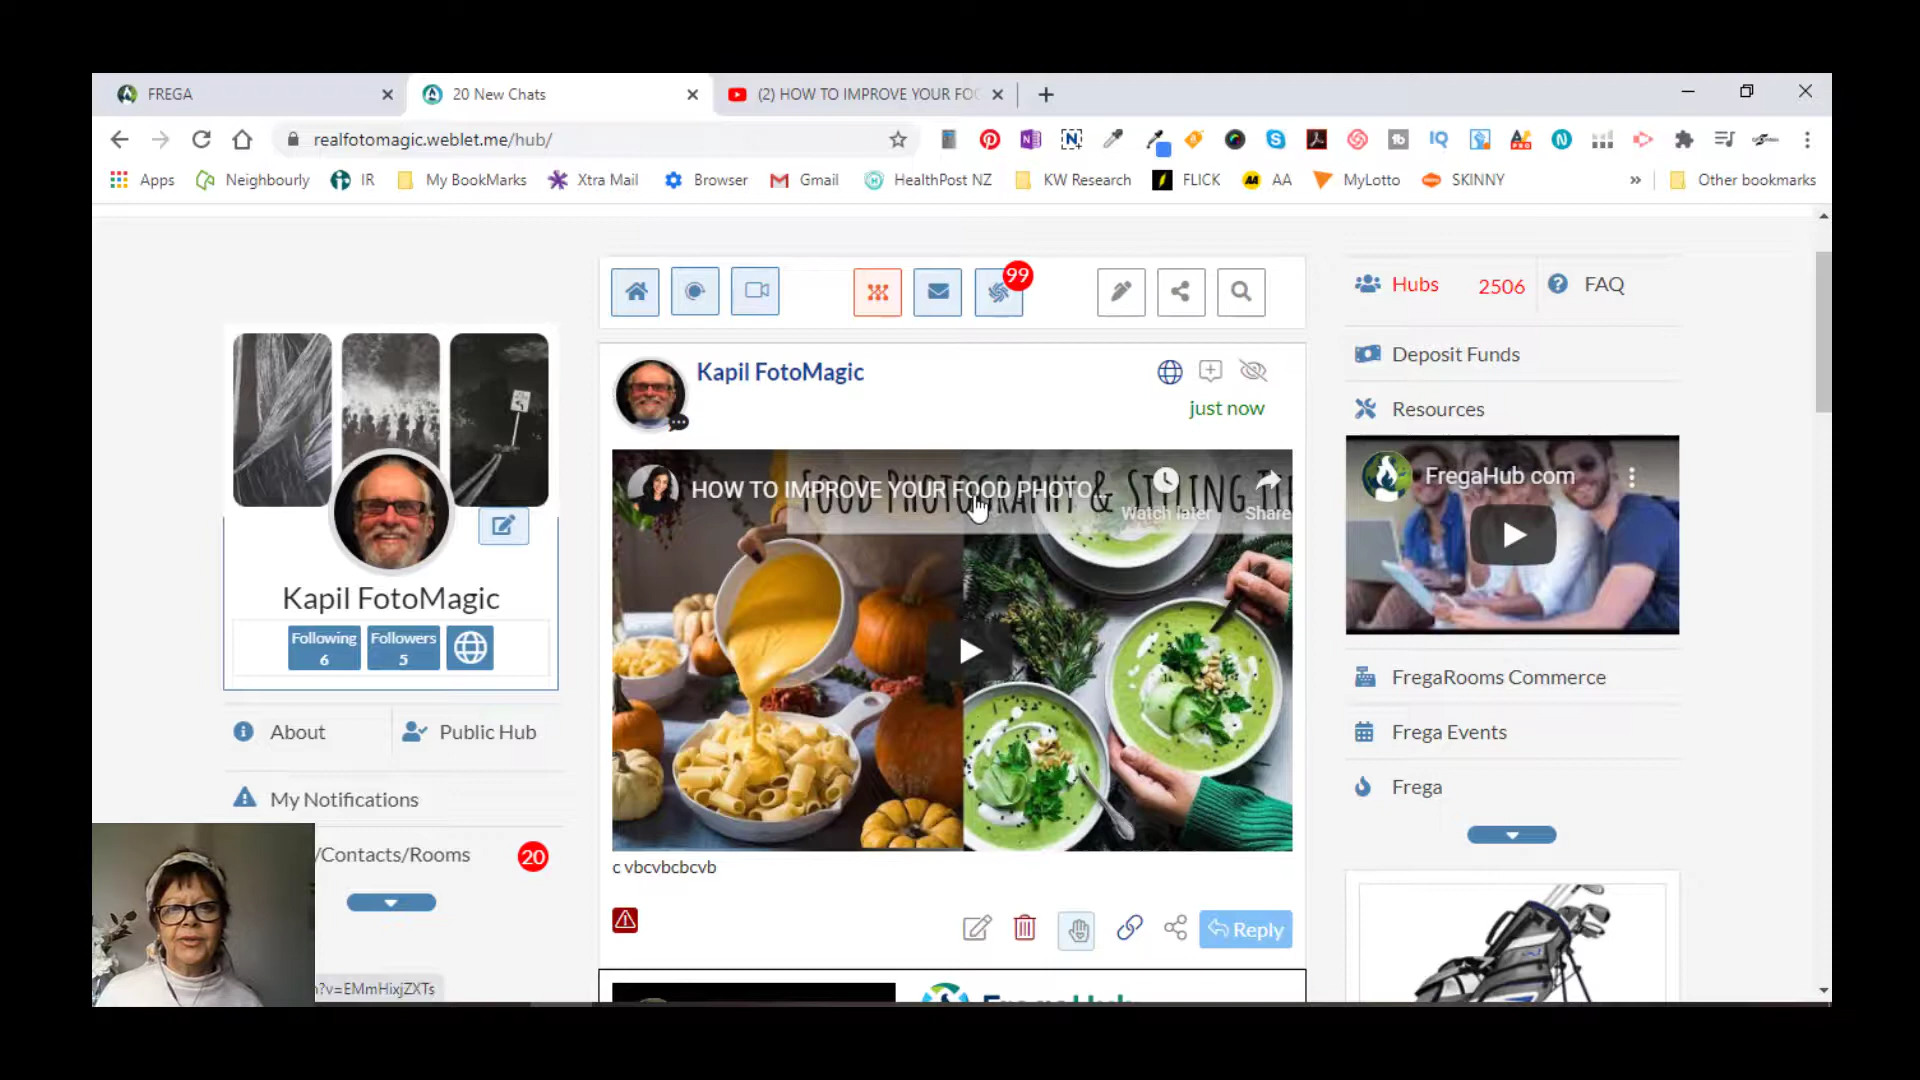 FREGA
20 New Chats
(2) HOW TO IMPROVE YOUR FOO
realfotomagic.weblet.me/hub/
Apps
Neighbourly
IR
My BookMarks
Xtra Mail
Browser
Gmail
HealthPost NZ
KW Research
FLICK
AA
MyLotto
SKINNY
Other bookmarks
99
Kapil FotoMagic
just now
HOW TO IMPROVE YOUR FOOD PHOTO...
FOOD PHOTOGRAPHY & STYLING
Watch later
Share
c vbcvbcbcvb
Reply
Kapil FotoMagic
Following
6
Followers
5
About
Public Hub
My Notifications
/Contacts/Rooms
20
?v=EMmHixjZXTs
Hubs 2506
FAQ
Deposit Funds
Resources
FregaHub com
FregaRooms Commerce
Frega Events
Frega